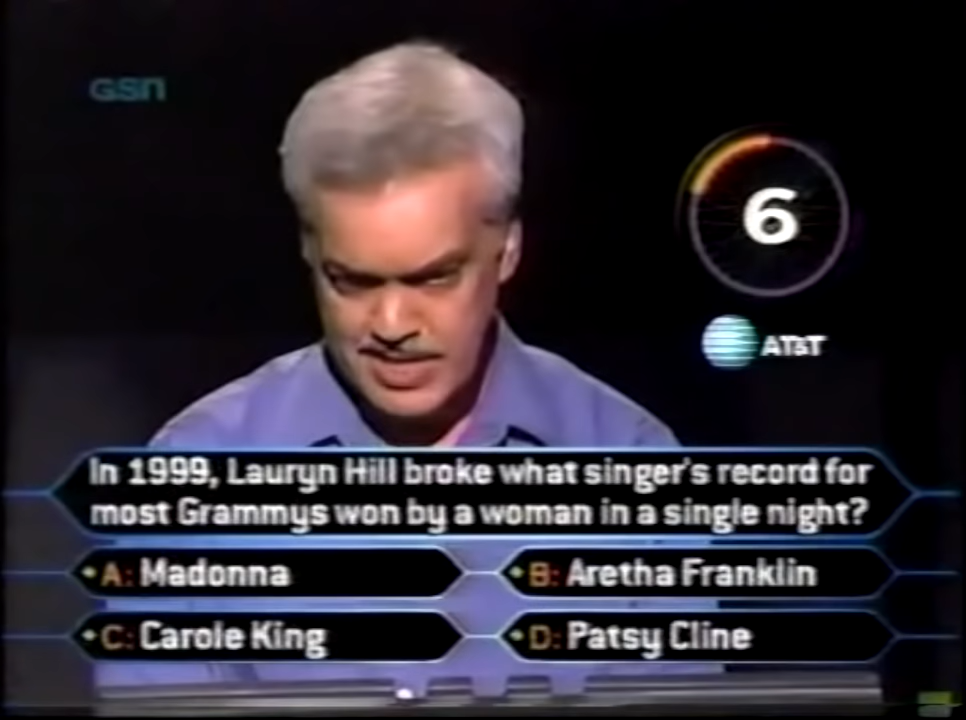 GSN
6
AT&T
In 1999, Lauryn Hill broke what singer's record for
most Grammys won by a woman in a single night?
A: Madonna
B: Aretha Franklin
C: Carole King
D: Patsy Cline